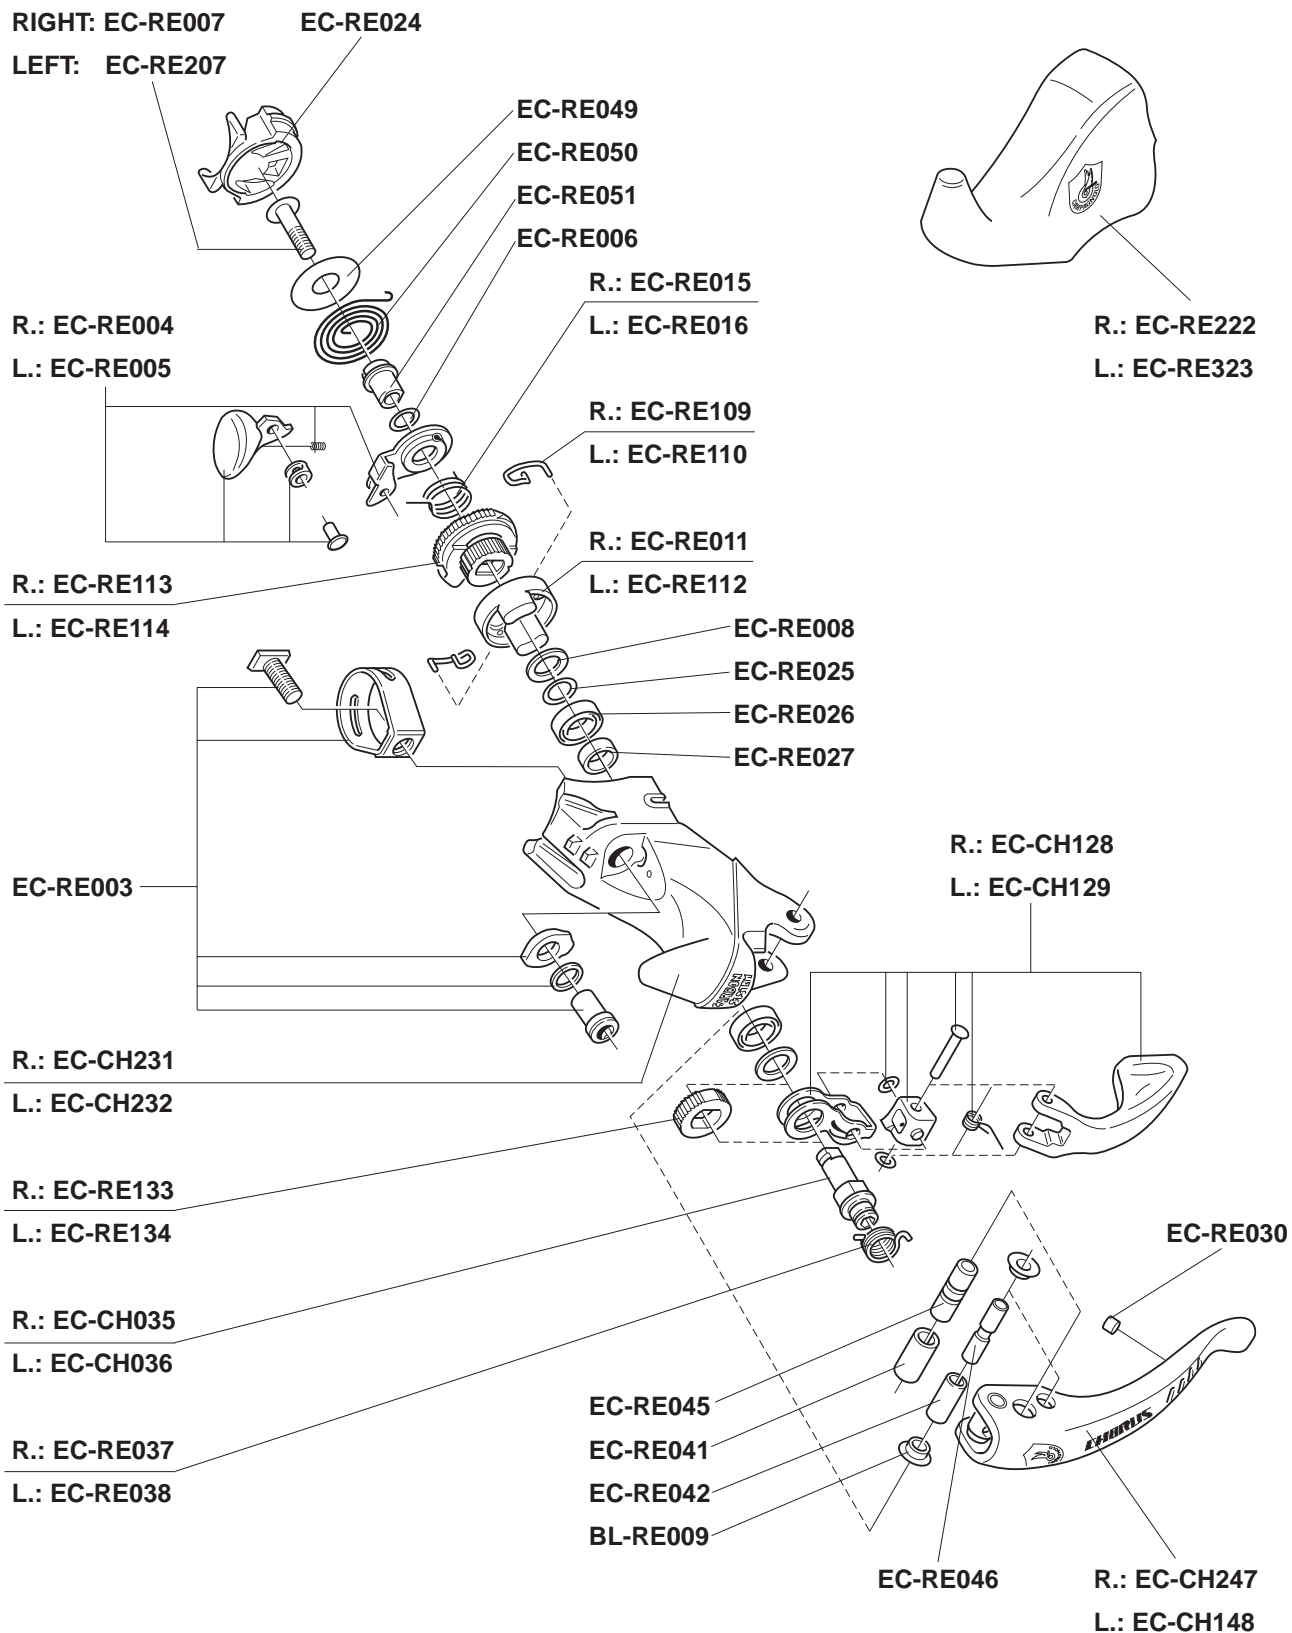 RIGHT: EC-RE007
EC-RE024
LEFT: EC-RE207
EC-RE049
EC-RE050
EC-RE051
EC-RE006
R.: EC-RE015
L.: EC-RE016
R.: EC-RE004
L.: EC-RE005
R.: EC-RE222
L.: EC-RE323
R.: EC-RE109
L.: EC-RE110
R.: EC-RE011
L.: EC-RE112
R.: EC-RE113
L.: EC-RE114
EC-RE008
EC-RE025
EC-RE026
EC-RE027
R.: EC-CH128
L.: EC-CH129
EC-RE003
R.: EC-CH231
L.: EC-CH232
R.: EC-RE133
L.: EC-RE134
EC-RE030
R.: EC-CH035
L.: EC-CH036
EC-RE045
EC-RE041
EC-RE042
BL-RE009
CHORUS
R.: EC-RE037
L.: EC-RE038
EC-RE046
R.: EC-CH247
L.: EC-CH148